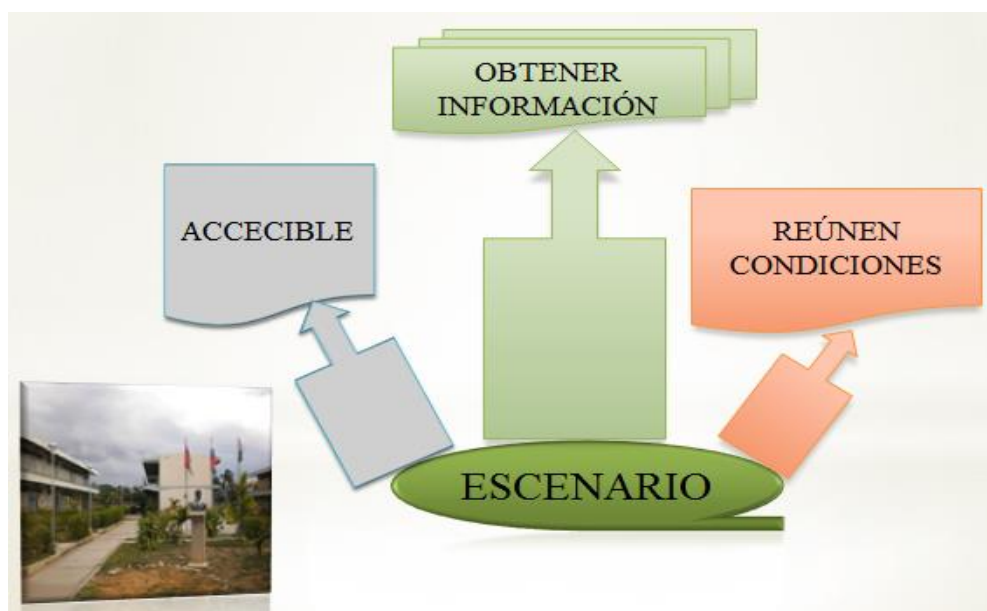 OBTENER
INFORMACIÓN
ACCECIBLE
REÚNEN
CONDICIONES
ESCENARIO